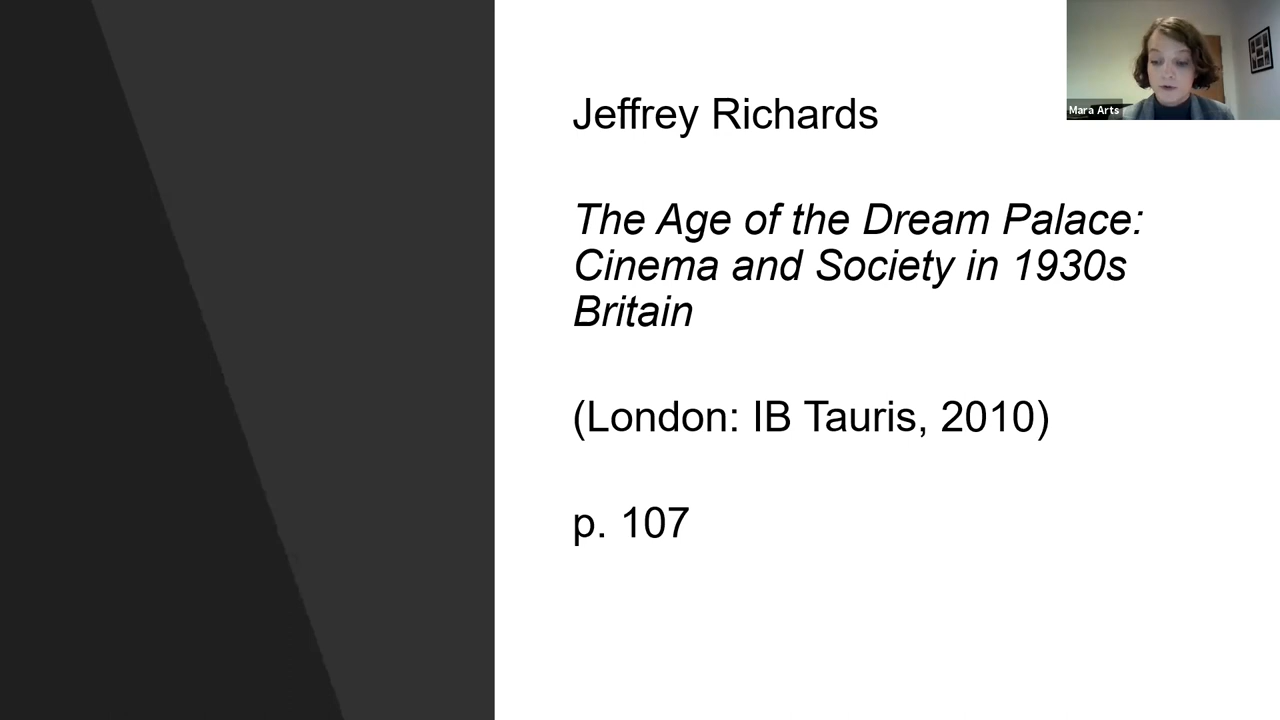 Jeffrey Richards
Mara Arts
The Age of the Dream Palace:
Cinema and Society in 1930s
Britain
(London: IB Tauris, 2010)
p. 107